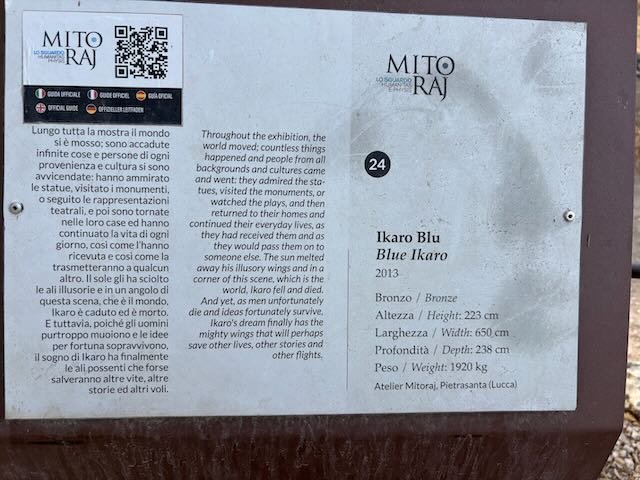 MITO
RAJ
LO SGUARDO
HUMANITAS
PHYSIS
GUIDA UFFICIALE
GUIDE OFFICIEL
GUÍA OFICIAL
OFFICIAL GUIDE
OFFIZIELLER LEITFADEN
Lungo tutta la mostra il mondo
si è mosso; sono accadute
infinite cose e persone di ogni
provenienza e cultura si sono
avvicendate: hanno ammirato
le statue, visitato i monumenti,
o seguito le rappresentazioni
teatrali, e poi sono tornate
nelle loro case ed hanno
continuato la vita di ogni
giorno, così come l'hanno
ricevuta e così come la
trasmetteranno a qualcun
altro. Il sole gli ha sciolto
le ali illusorie e in un angolo di
questa scena, che è il mondo,
Ikaro è caduto ed è morto.
E tuttavia, poiché gli uomini
purtroppo muoiono e le idee
per fortuna sopravvivono,
il sogno di Ikaro ha finalmente
le ali possenti che forse
salveranno altre vite, altre
storie ed altri voli.
Throughout the exhibition, the
world moved; countless things
happened and people from all
backgrounds and cultures came
and went: they admired the sta-
tues, visited the monuments, or
watched the plays, and then
returned to their homes and
continued their everyday lives, as
they had received them and as
they would pass them on to
someone else. The sun melted
away his illusory wings and in a
corner of this scene, which is the
world, Ikaro fell and died.
And yet, as men unfortunately
die and ideas fortunately survive,
Ikaro's dream finally has the
mighty wings that will perhaps
save other lives, other stories and
other flights.
MITO
RAJ
LO SGUARDO
HUMANITAS
PHYSIS
24
Ikaro Blu
Blue Ikaro
2013
Bronzo / Bronze
Altezza / Height: 223 cm
Larghezza / Width: 650 cm
Profondità / Depth: 238 cm
Peso / Weight: 1920 kg
Atelier Mitoraj, Pietrasanta (Lucca)